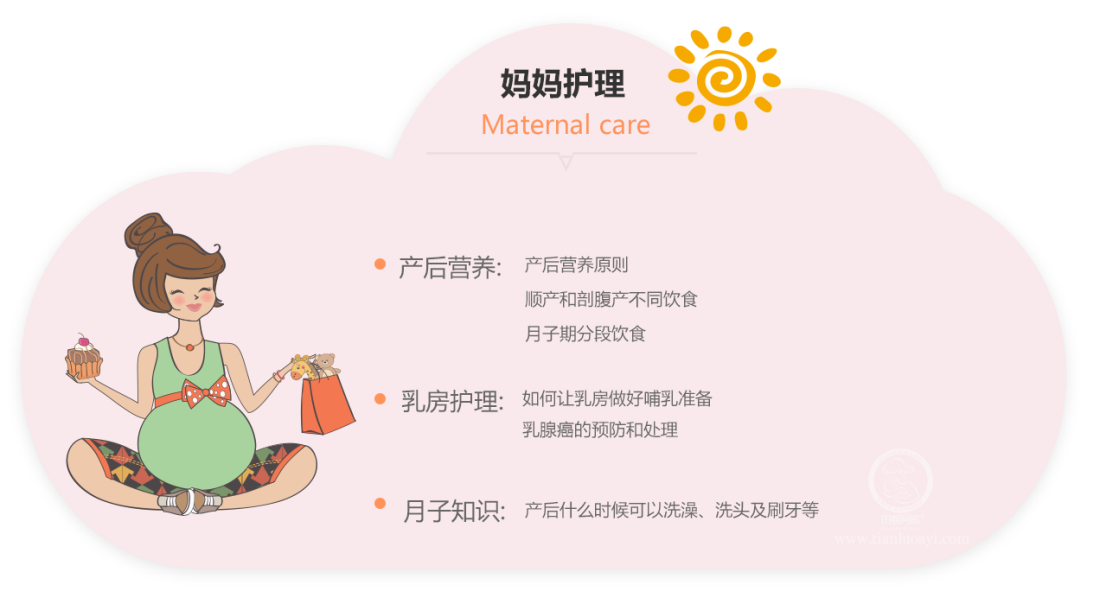 妈妈护理
Maternal care
产后营养: 产后营养原则
顺产和剖腹产不同饮食
月子期分段饮食
乳房护理: 如何让乳房做好哺乳准备
乳腺癌的预防和处理
月子知识: 产后什么时候可以洗澡、洗头及刷牙等